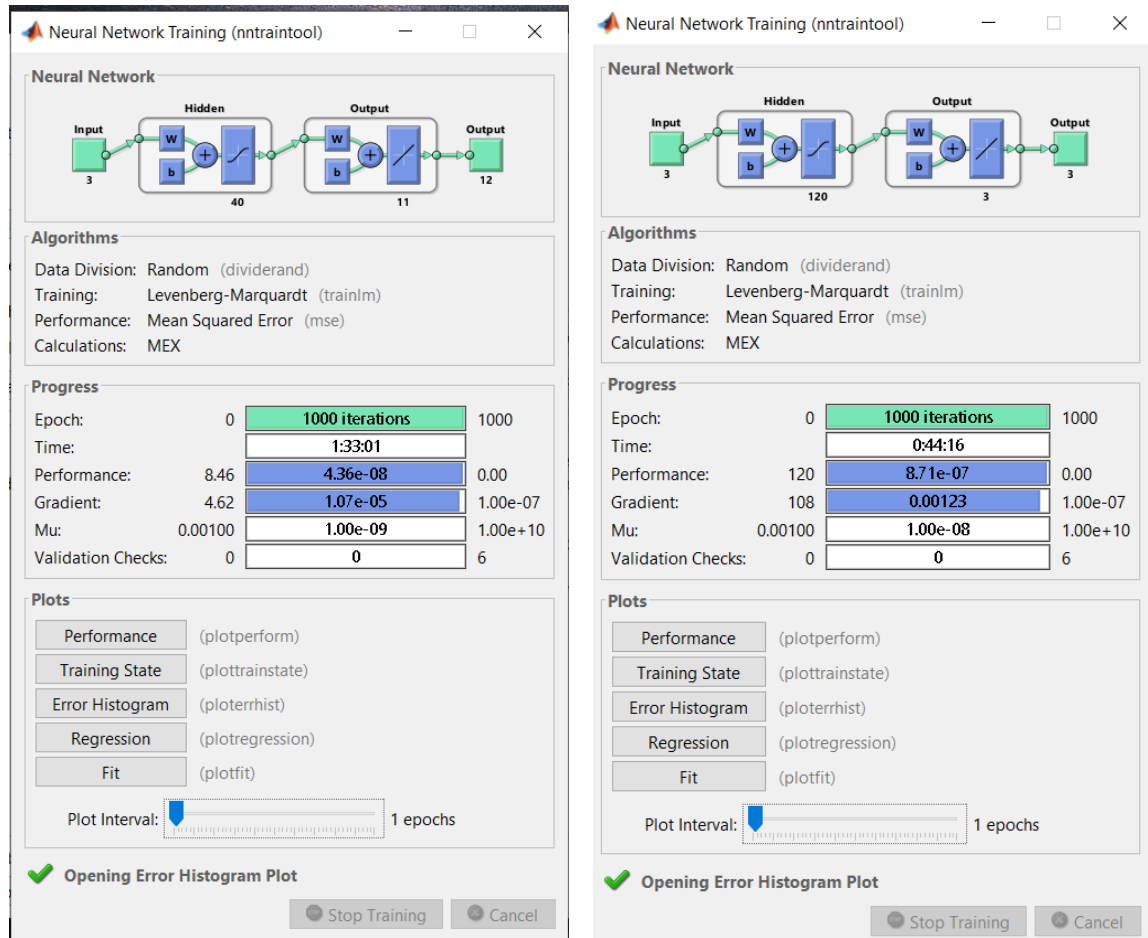 Neural Network Training (nntraintool)
Neural Network
Hidden
Output
Input
Output
W
W
b
b
3
12
40
11
Algorithms
Data Division: Random (dividerand)
Training: Levenberg-Marquardt (trainlm)
Performance: Mean Squared Error (mse)
Calculations: MEX
Progress
Epoch: 0 1000 iterations 1000
Time: 1:33:01
Performance: 8.46 4.36e-08 0.00
Gradient: 4.62 1.07e-05 1.00e-07
Mu: 0.00100 1.00e-09 1.00e+10
Validation Checks: 0 0 6
Plots
Performance (plotperform)
Training State (plottrainstate)
Error Histogram (ploterrhist)
Regression (plotregression)
Fit (plotfit)
Plot Interval: 1 epochs
Opening Error Histogram Plot
Stop Training Cancel
Neural Network Training (nntraintool)
Neural Network
Hidden
Output
Input
Output
W
W
b
b
3
3
120
3
Algorithms
Data Division: Random (dividerand)
Training: Levenberg-Marquardt (trainlm)
Performance: Mean Squared Error (mse)
Calculations: MEX
Progress
Epoch: 0 1000 iterations 1000
Time: 0:44:16
Performance: 120 8.71e-07 0.00
Gradient: 108 0.00123 1.00e-07
Mu: 0.00100 1.00e-08 1.00e+10
Validation Checks: 0 0 6
Plots
Performance (plotperform)
Training State (plottrainstate)
Error Histogram (ploterrhist)
Regression (plotregression)
Fit (plotfit)
Plot Interval: 1 epochs
Opening Error Histogram Plot
Stop Training Cancel